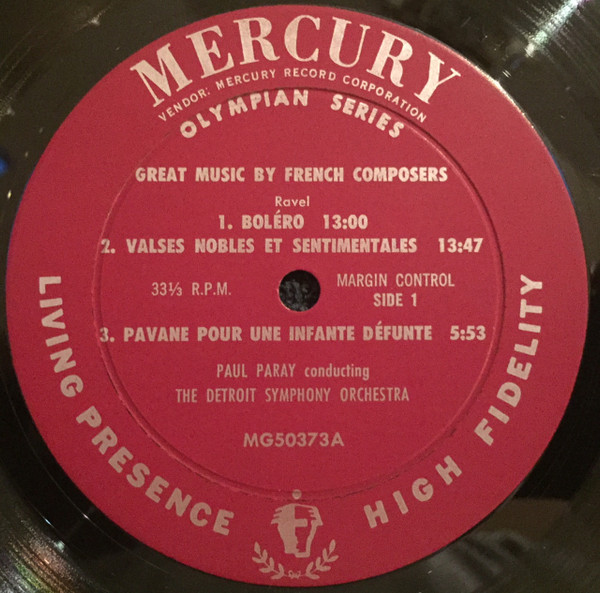 MERCURY
VENDOR: MERCURY RECORD CORPORATION
OLYMPIAN SERIES
GREAT MUSIC BY FRENCH COMPOSERS
Ravel
1. BOLÉRO 13:00
2. VALSES NOBLES ET SENTIMENTALES 13:47
33⅓ R.P.M.
MARGIN CONTROL
SIDE 1
3. PAVANE POUR UNE INFANTE DÉFUNTE 5:53
PAUL PARAY conducting
THE DETROIT SYMPHONY ORCHESTRA
MG50373A
LIVING PRESENCE
HIGH FIDELITY